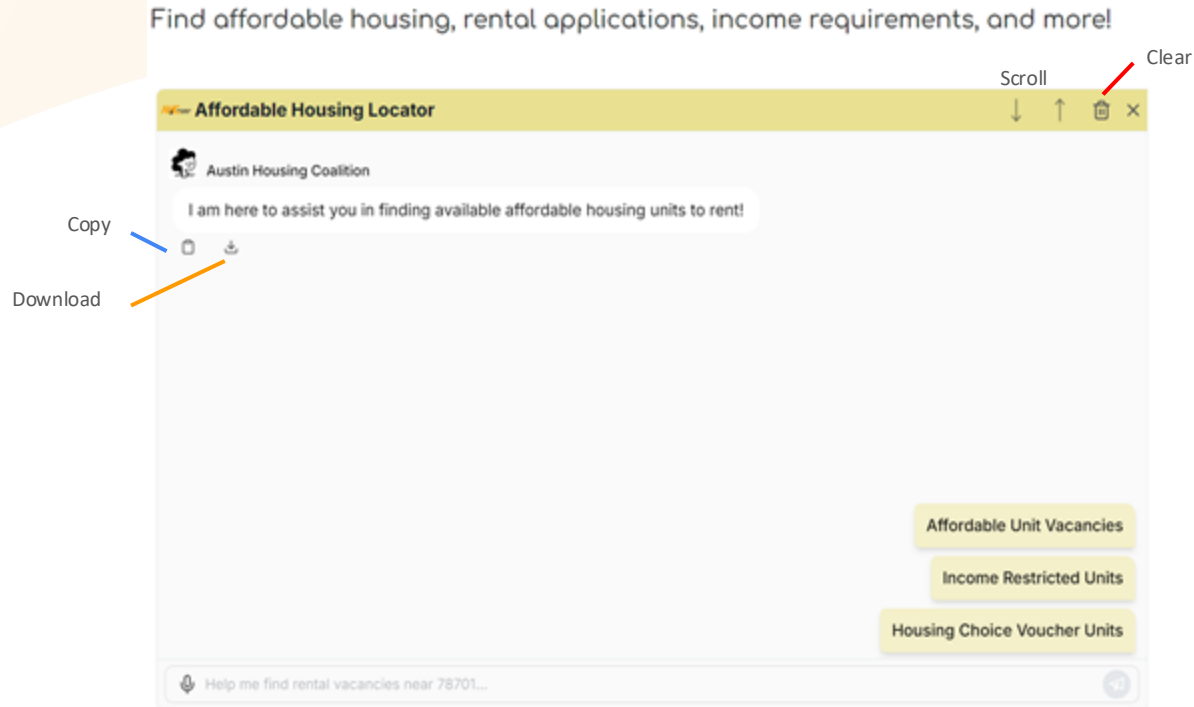 Find affordable housing, rental applications, income requirements, and more!
Clear
Scroll
Affordable Housing Locator
Austin Housing Coalition
I am here to assist you in finding available affordable housing units to rent!
Copy
Download
Affordable Unit Vacancies
Income Restricted Units
Housing Choice Voucher Units
Help me find rental vacancies near 78701...